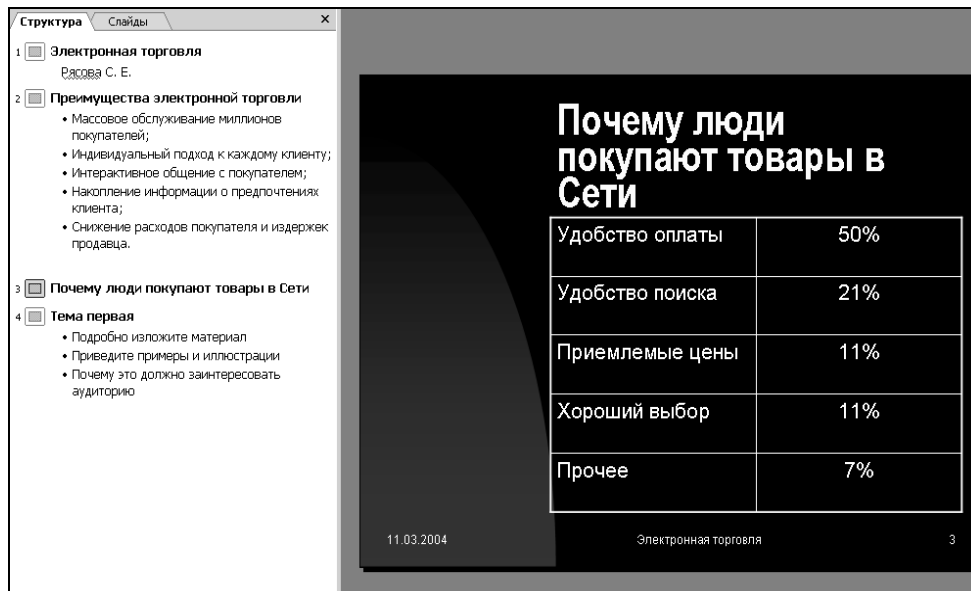 Структура Слайды ×
1 Электронная торговля
Рясова С. Е.
2 Преимущества электронной торговли
• Массовое обслуживание миллионов
покупателей;
• Индивидуальный подход к каждому клиенту;
• Интерактивное общение с покупателем;
• Накопление информации о предпочтениях
клиента;
• Снижение расходов покупателя и издержек
продавца.
3 Почему люди покупают товары в Сети
4 Тема первая
• Подробно изложите материал
• Приведите примеры и иллюстрации
• Почему это должно заинтересовать
аудиторию
Почему люди
покупают товары в
Сети
Удобство оплаты 50%
Удобство поиска 21%
Приемлемые цены 11%
Хороший выбор 11%
Прочее 7%
11.03.2004 Электронная торговля 3